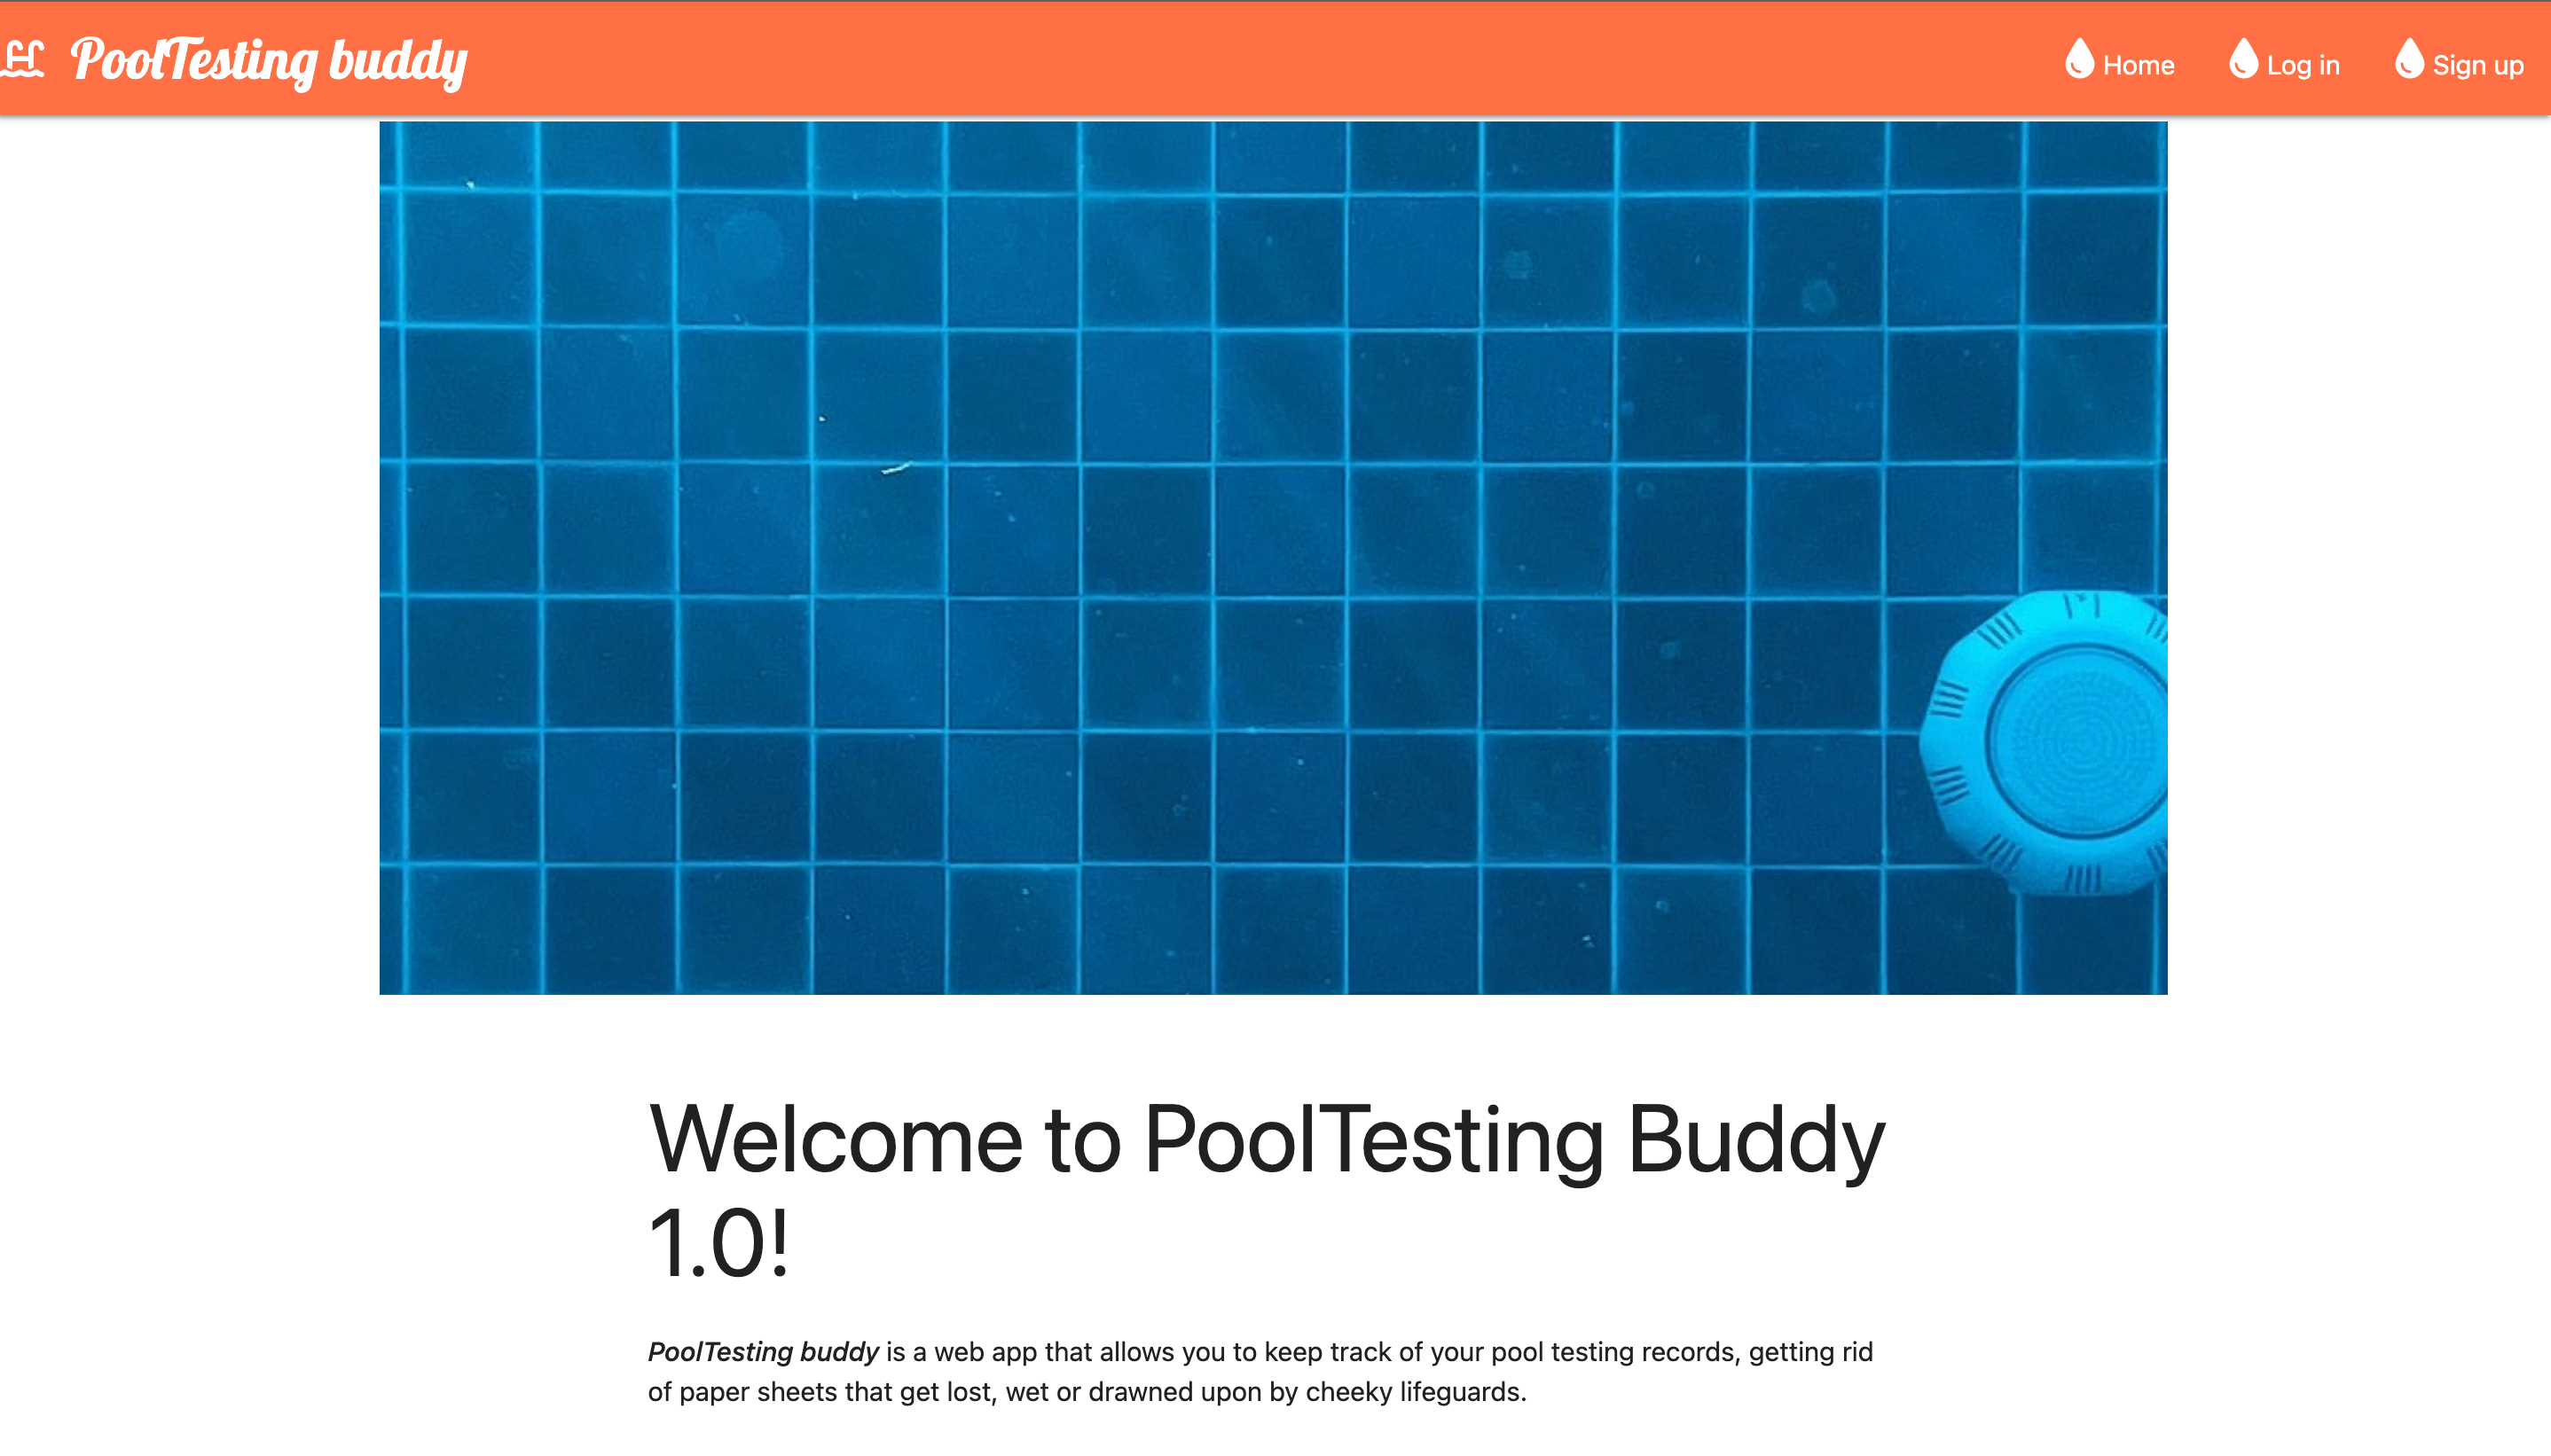 PoolTesting buddy
Home
Log in
Sign up
Welcome to PoolTesting Buddy
1.0!
PoolTesting buddy is a web app that allows you to keep track of your pool testing records, getting rid
of paper sheets that get lost, wet or drawned upon by cheeky lifeguards.